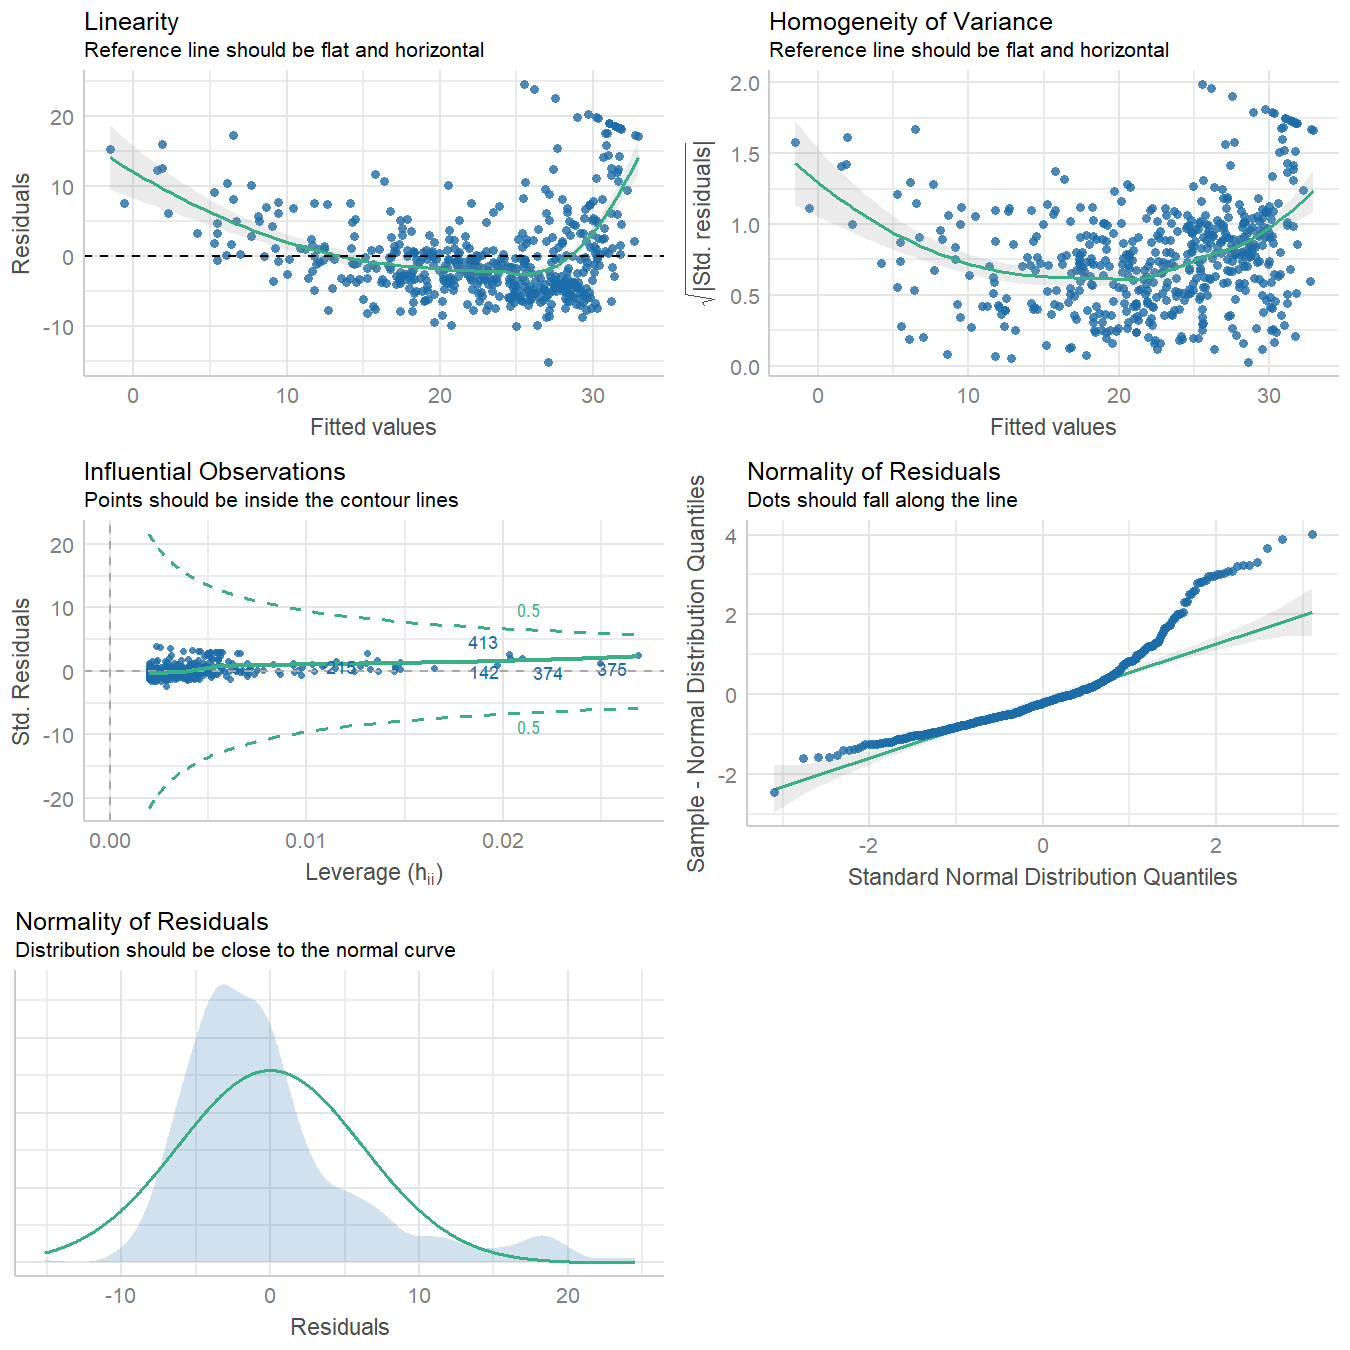 Linearity
Reference line should be flat and horizontal
Residuals
20
10
0
-10
0
10
20
30
Fitted values
Homogeneity of Variance
Reference line should be flat and horizontal
√|Std. residuals|
2.0
1.5
1.0
0.5
0.0
0
10
20
30
Fitted values
Influential Observations
Points should be inside the contour lines
Std. Residuals
20
10
0
-10
-20
0.5
413
215
142
374
375
0.5
0.00
0.01
0.02
Leverage (hᵢᵢ)
Normality of Residuals
Dots should fall along the line
Sample - Normal Distribution Quantiles
4
2
0
-2
-2
0
2
Standard Normal Distribution Quantiles
Normality of Residuals
Distribution should be close to the normal curve
-10
0
10
20
Residuals